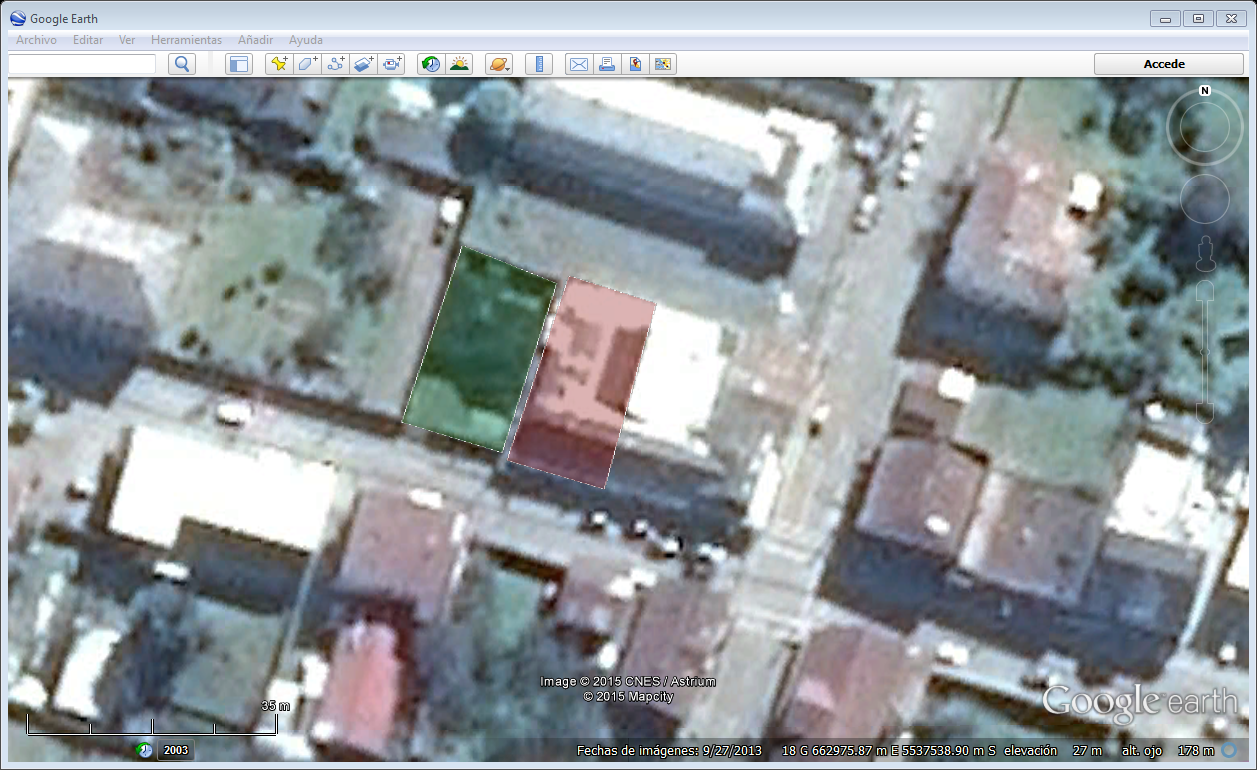 Google Earth
Archivo Editar Ver Herramientas Añadir Ayuda
Accede
N
Image © 2015 CNES / Astrium
© 2015 Mapcity
35 m
Google earth
2003
Fechas de imágenes: 9/27/2013 18 G 662975.87 m E 5537538.90 m S elevación 27 m alt. ojo 178 m